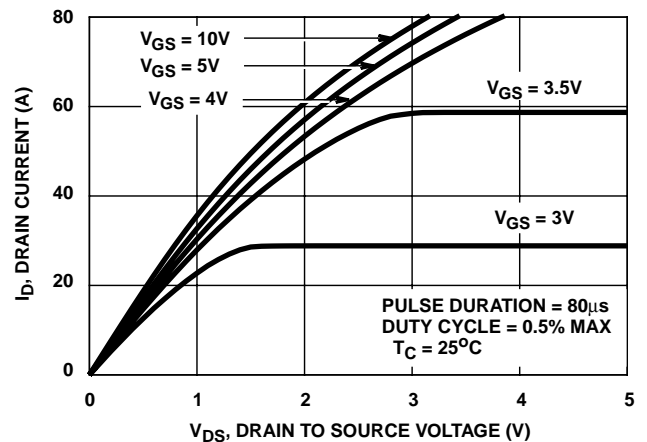 80
60
40
20
0
I_D, DRAIN CURRENT (A)
V_GS = 10V
V_GS = 5V
V_GS = 4V
V_GS = 3.5V
V_GS = 3V
PULSE DURATION = 80μs
DUTY CYCLE = 0.5% MAX
T_C = 25°C
0 1 2 3 4 5
V_DS, DRAIN TO SOURCE VOLTAGE (V)